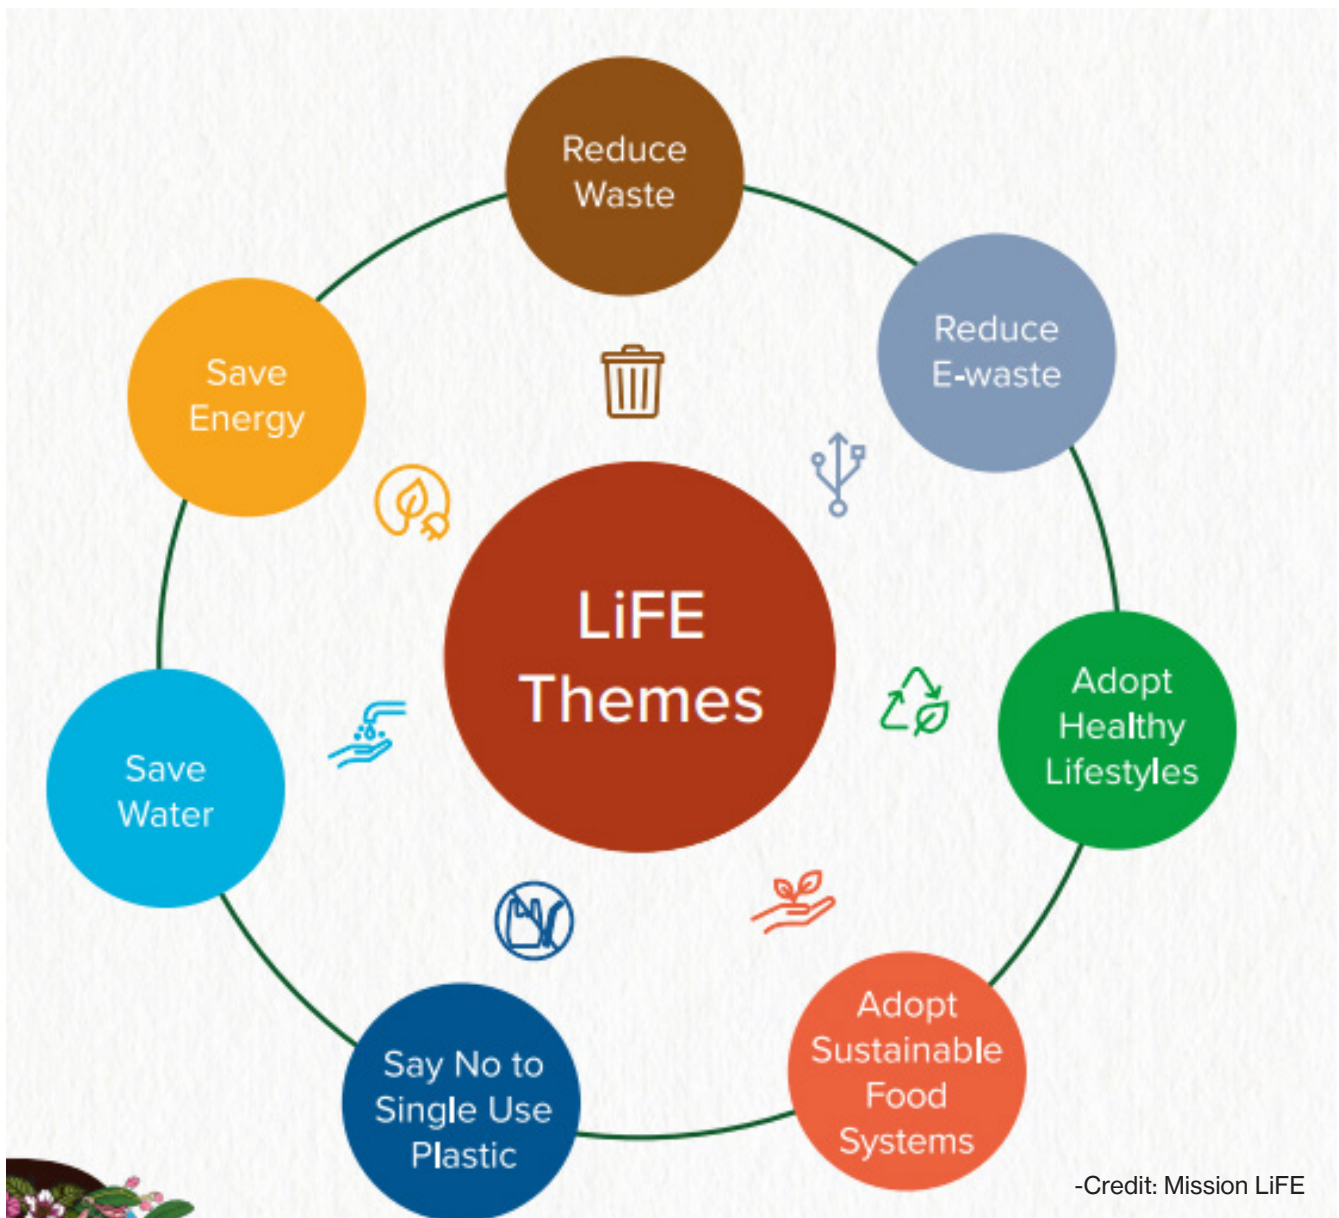 Reduce
Waste
Reduce
E-waste
Save
Energy
LiFE
Themes
Adopt
Healthy
Lifestyles
Save
Water
Adopt
Sustainable
Food
Systems
Say No to
Single Use
Plastic
-Credit: Mission LiFE